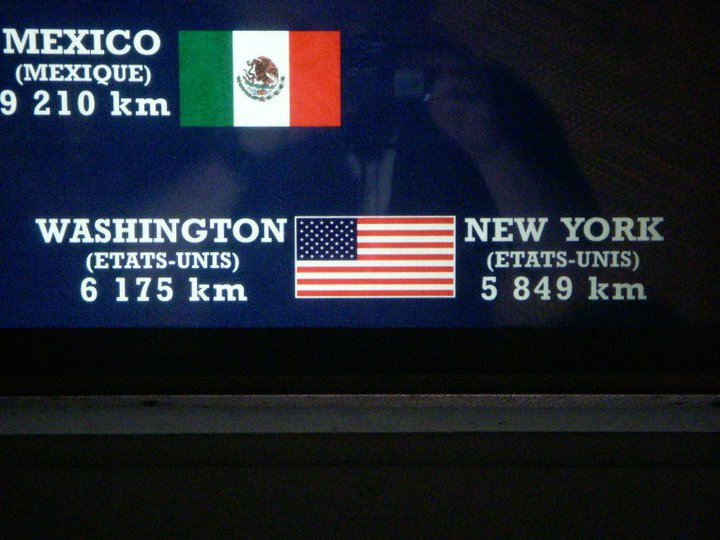 MEXICO
(MEXIQUE)
9 210 km
WASHINGTON
(ETATS-UNIS)
6 175 km
NEW YORK
(ETATS-UNIS)
5 849 km